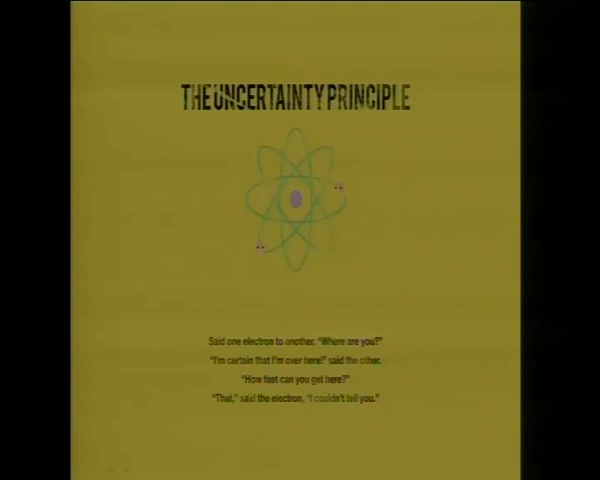 THE UNCERTAINTY PRINCIPLE
Said one electron to another, "Where are you?"
"I'm certain that I'm over here!" said the other.
"How fast can you get here?"
"That," said the electron, "I couldn't tell you."